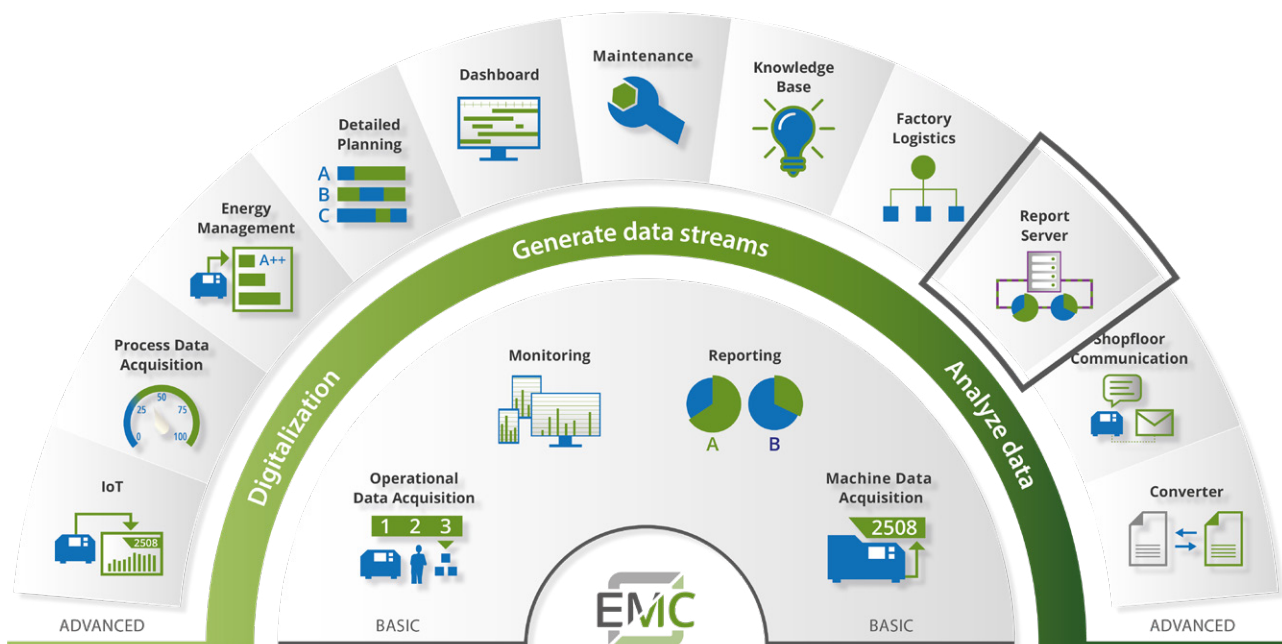 Maintenance
Dashboard
Knowledge
Base
Detailed
Planning
A
B
C
Factory
Logistics
Energy
Management
A++
Report
Server
Generate data streams
Process Data
Acquisition
0
25
50
75
100
Digitalization
Analyze data
Monitoring
Reporting
A
B
Shopfloor
Communication
IoT
2508
Operational
Data Acquisition
1 2 3
Machine Data
Acquisition
2508
Converter
EMC
ADVANCED
BASIC
BASIC
ADVANCED